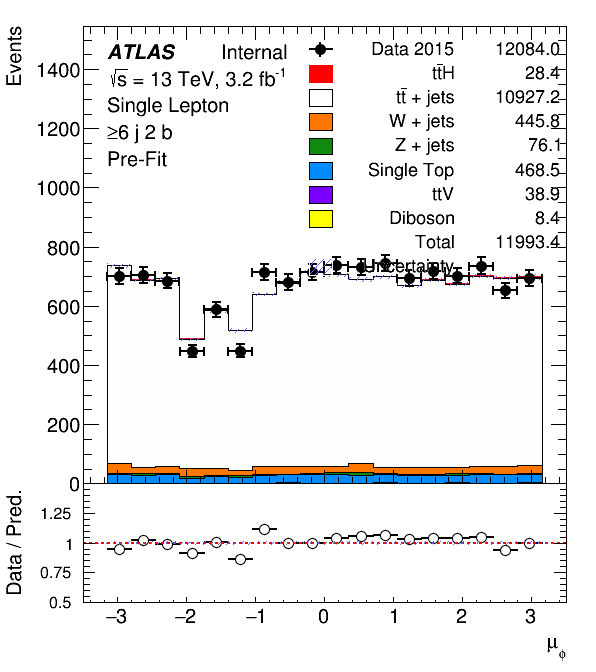 Events
ATLAS Internal
√s = 13 TeV, 3.2 fb⁻¹
Single Lepton
≥6 j 2 b
Pre-Fit
Data 2015 12084.0
tt̄H 28.4
tt̄ + jets 10927.2
W + jets 445.8
Z + jets 76.1
Single Top 468.5
ttV 38.9
Diboson 8.4
Total 11993.4
Uncertainty
1400
1200
1000
800
600
400
200
0
Data / Pred.
1.25
1
0.75
0.5
−3 −2 −1 0 1 2 3
μ_ϕ